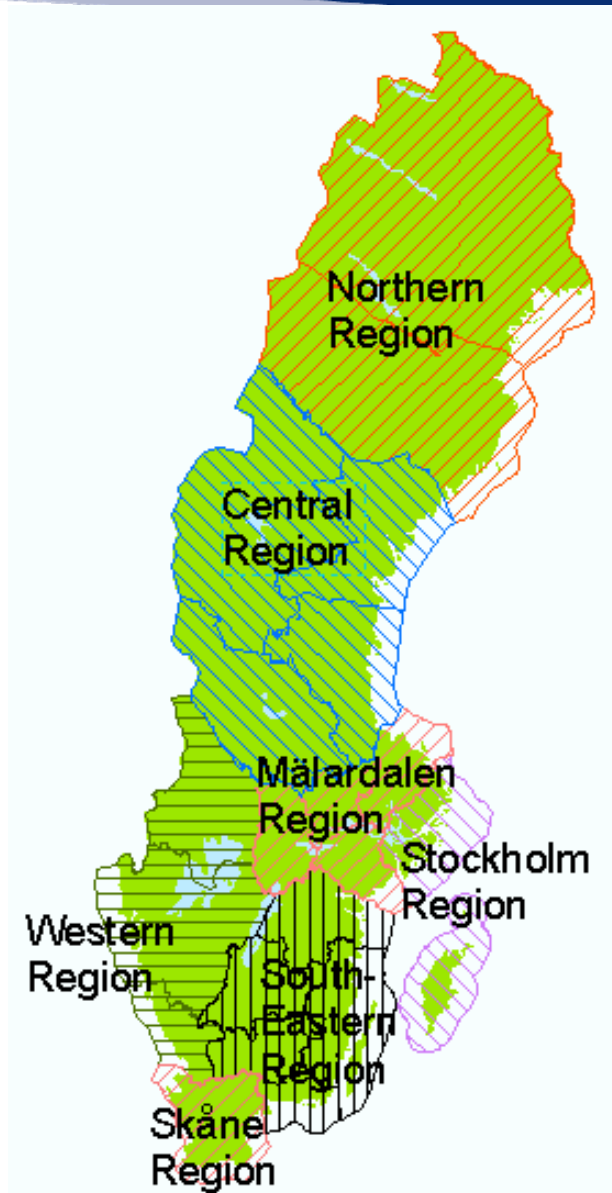 Northern
Region
Central
Region
Mälardalen
Region
Stockholm
Region
Western
Region
South-
Eastern
Region
Skåne
Region